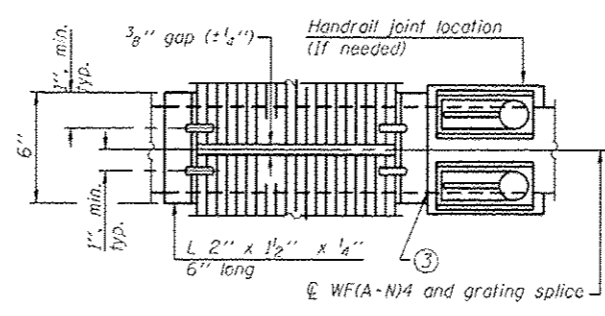 3/8" gap (±1/4")
Handrail joint location
(If needed)
1", min.
typ.
6"
1", min.
typ.
L 2" x 1 1/2" x 1/4"
6" long
3
℄ WF(A-N)4 and grating splice